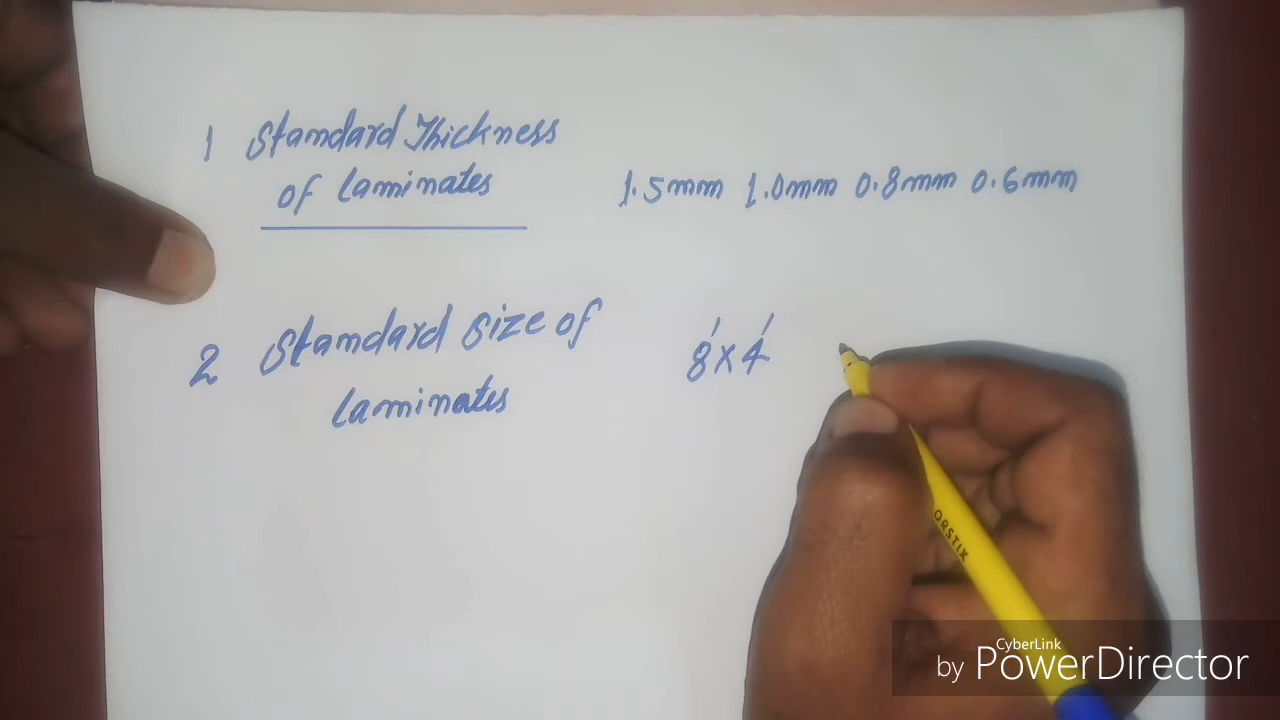 1 Standard Thickness
of Laminates 1.5mm 1.0mm 0.8mm 0.6mm
2 Standard Size of
Laminates 8'x4'
ORSTIX
CyberLink
by PowerDirector